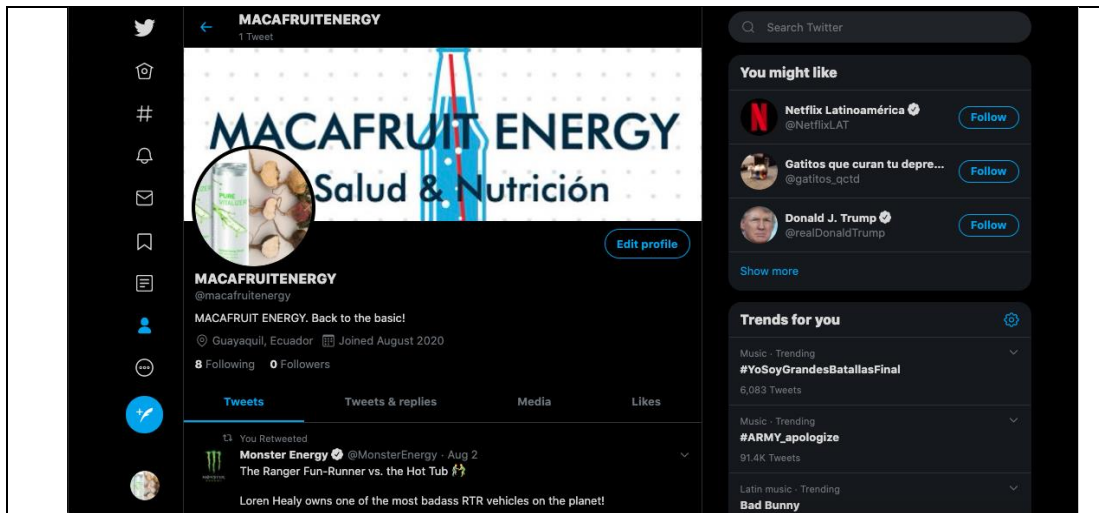 MACAFRUITENERGY
1 Tweet
MACAFRUIT ENERGY
Salud & Nutrición
PURE
VITALIZER
Edit profile
MACAFRUITENERGY
@macafruitenergy
MACAFRUIT ENERGY. Back to the basic!
Guayaquil, Ecuador Joined August 2020
8 Following 0 Followers
Tweets Tweets & replies Media Likes
You Retweeted
Monster Energy @MonsterEnergy · Aug 2
The Ranger Fun-Runner vs. the Hot Tub
Loren Healy owns one of the most badass RTR vehicles on the planet!
Search Twitter
You might like
Netflix Latinoamérica
@NetflixLAT
Follow
Gatitos que curan tu depre...
@gatitos_qctd
Follow
Donald J. Trump
@realDonaldTrump
Follow
Show more
Trends for you
Music · Trending
#YoSoyGrandesBatallasFinal
6,083 Tweets
Music · Trending
#ARMY_apologize
91.4K Tweets
Latin music · Trending
Bad Bunny